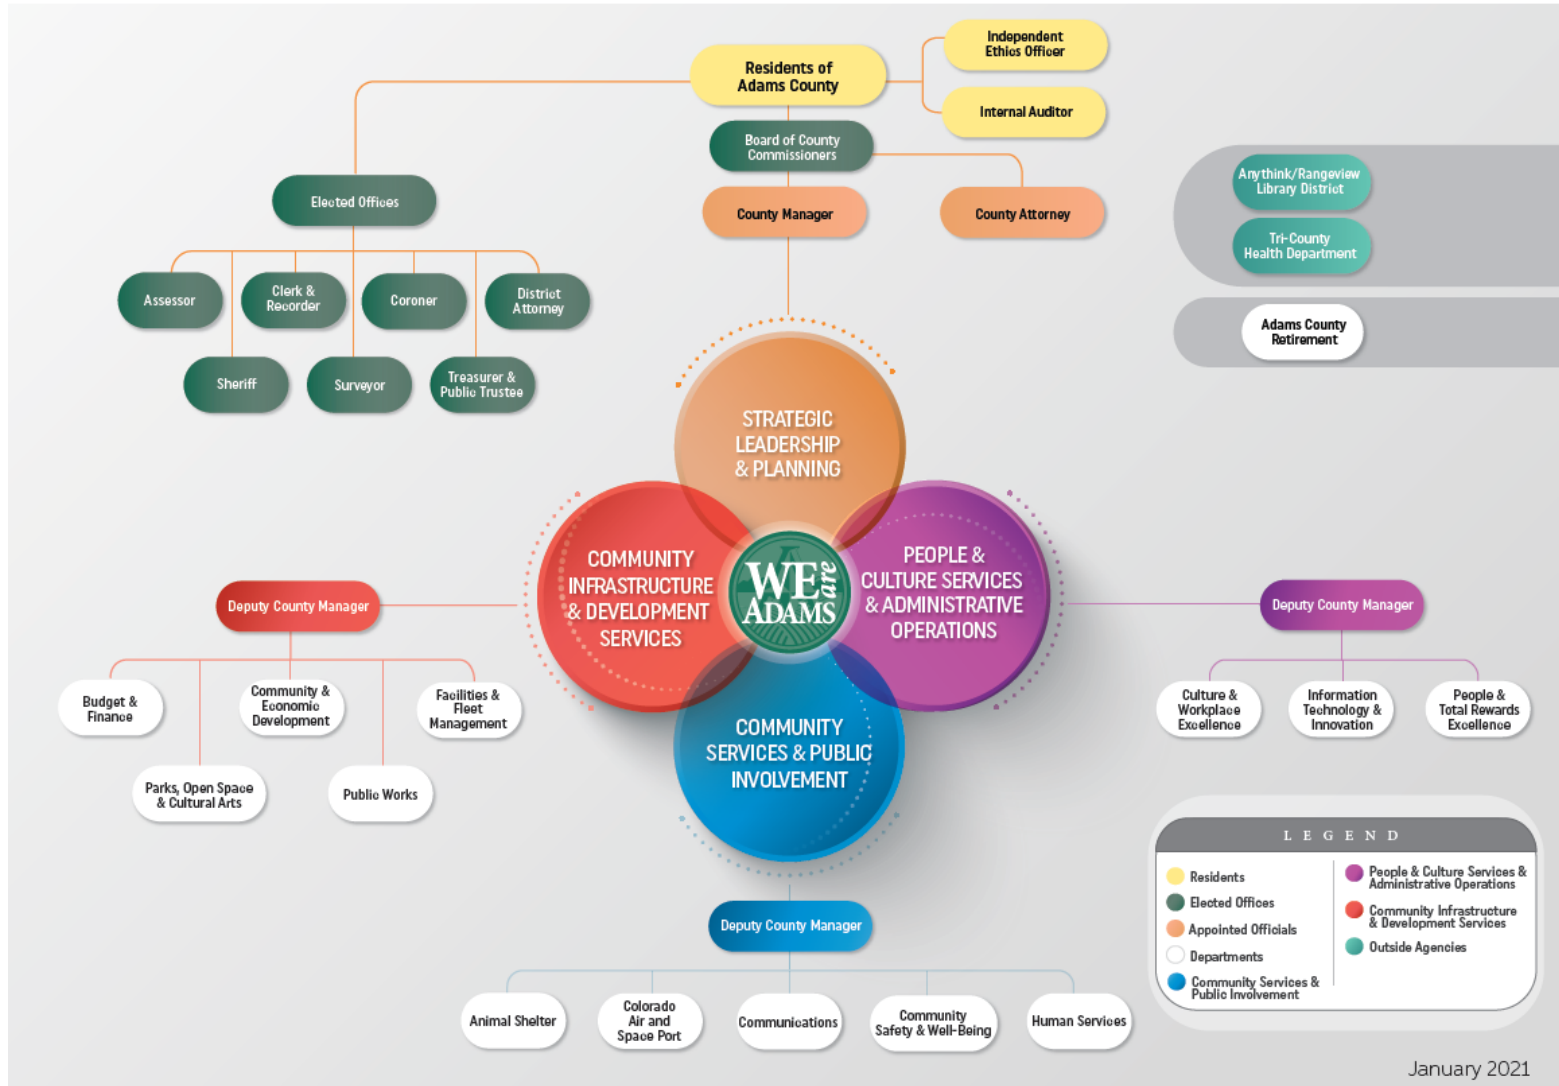 Independent
Ethics Officer
Residents of
Adams County
Internal Auditor
Board of County
Commissioners
Anythink/Rangeview
Library District
Elected Offices
County Manager
County Attorney
Tri-County
Health Department
Assessor
Clerk &
Recorder
Coroner
District
Attorney
Adams County
Retirement
Sheriff
Surveyor
Treasurer &
Public Trustee
STRATEGIC
LEADERSHIP
& PLANNING
COMMUNITY
INFRASTRUCTURE
& DEVELOPMENT
SERVICES
WE are
ADAMS
PEOPLE &
CULTURE SERVICES
& ADMINISTRATIVE
OPERATIONS
COMMUNITY
SERVICES & PUBLIC
INVOLVEMENT
Deputy County Manager
Budget &
Finance
Community &
Economic
Development
Facilities &
Fleet
Management
Parks, Open Space
& Cultural Arts
Public Works
Deputy County Manager
Culture &
Workplace
Excellence
Information
Technology &
Innovation
People &
Total Rewards
Excellence
Deputy County Manager
Animal Shelter
Colorado
Air and
Space Port
Communications
Community
Safety & Well-Being
Human Services
LEGEND
Residents
Elected Offices
Appointed Officials
Departments
Community Services &
Public Involvement
People & Culture Services &
Administrative Operations
Community Infrastructure
& Development Services
Outside Agencies
January 2021